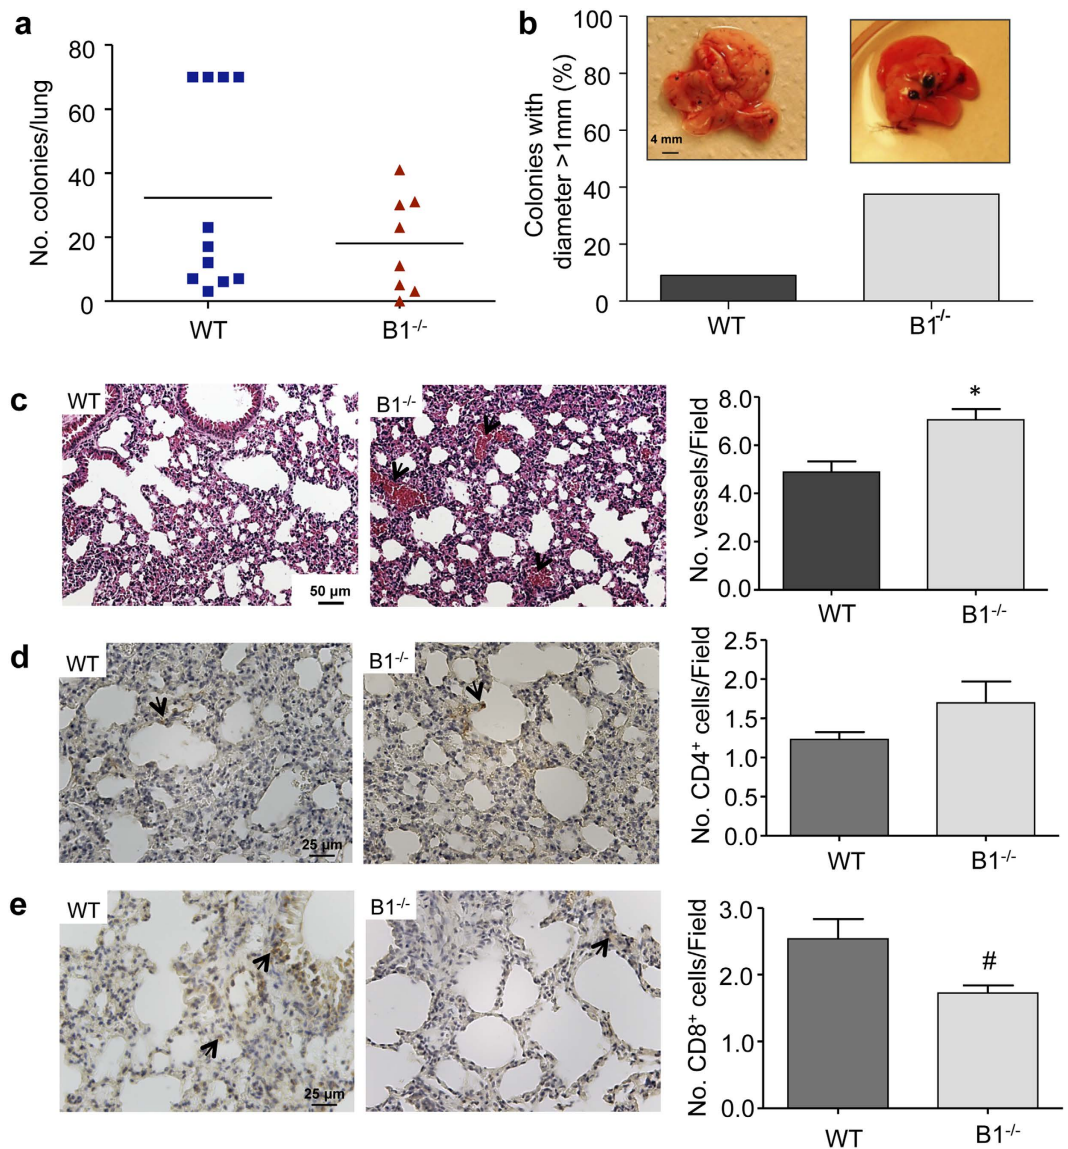 a
80
60
40
20
0
No. colonies/lung
WT
B1-/-
b
100
80
60
40
20
0
Colonies with
diameter >1mm (%)
4 mm
WT
B1-/-
c
WT
50 µm
B1-/-
No. vessels/Field
8.0
6.0
4.0
2.0
0.0
*
WT
B1-/-
d
WT
25 µm
B1-/-
No. CD4+ cells/Field
2.5
2.0
1.5
1.0
0.5
0.0
WT
B1-/-
e
WT
25 µm
B1-/-
No. CD8+ cells/Field
3.0
2.0
1.0
0.0
#
WT
B1-/-